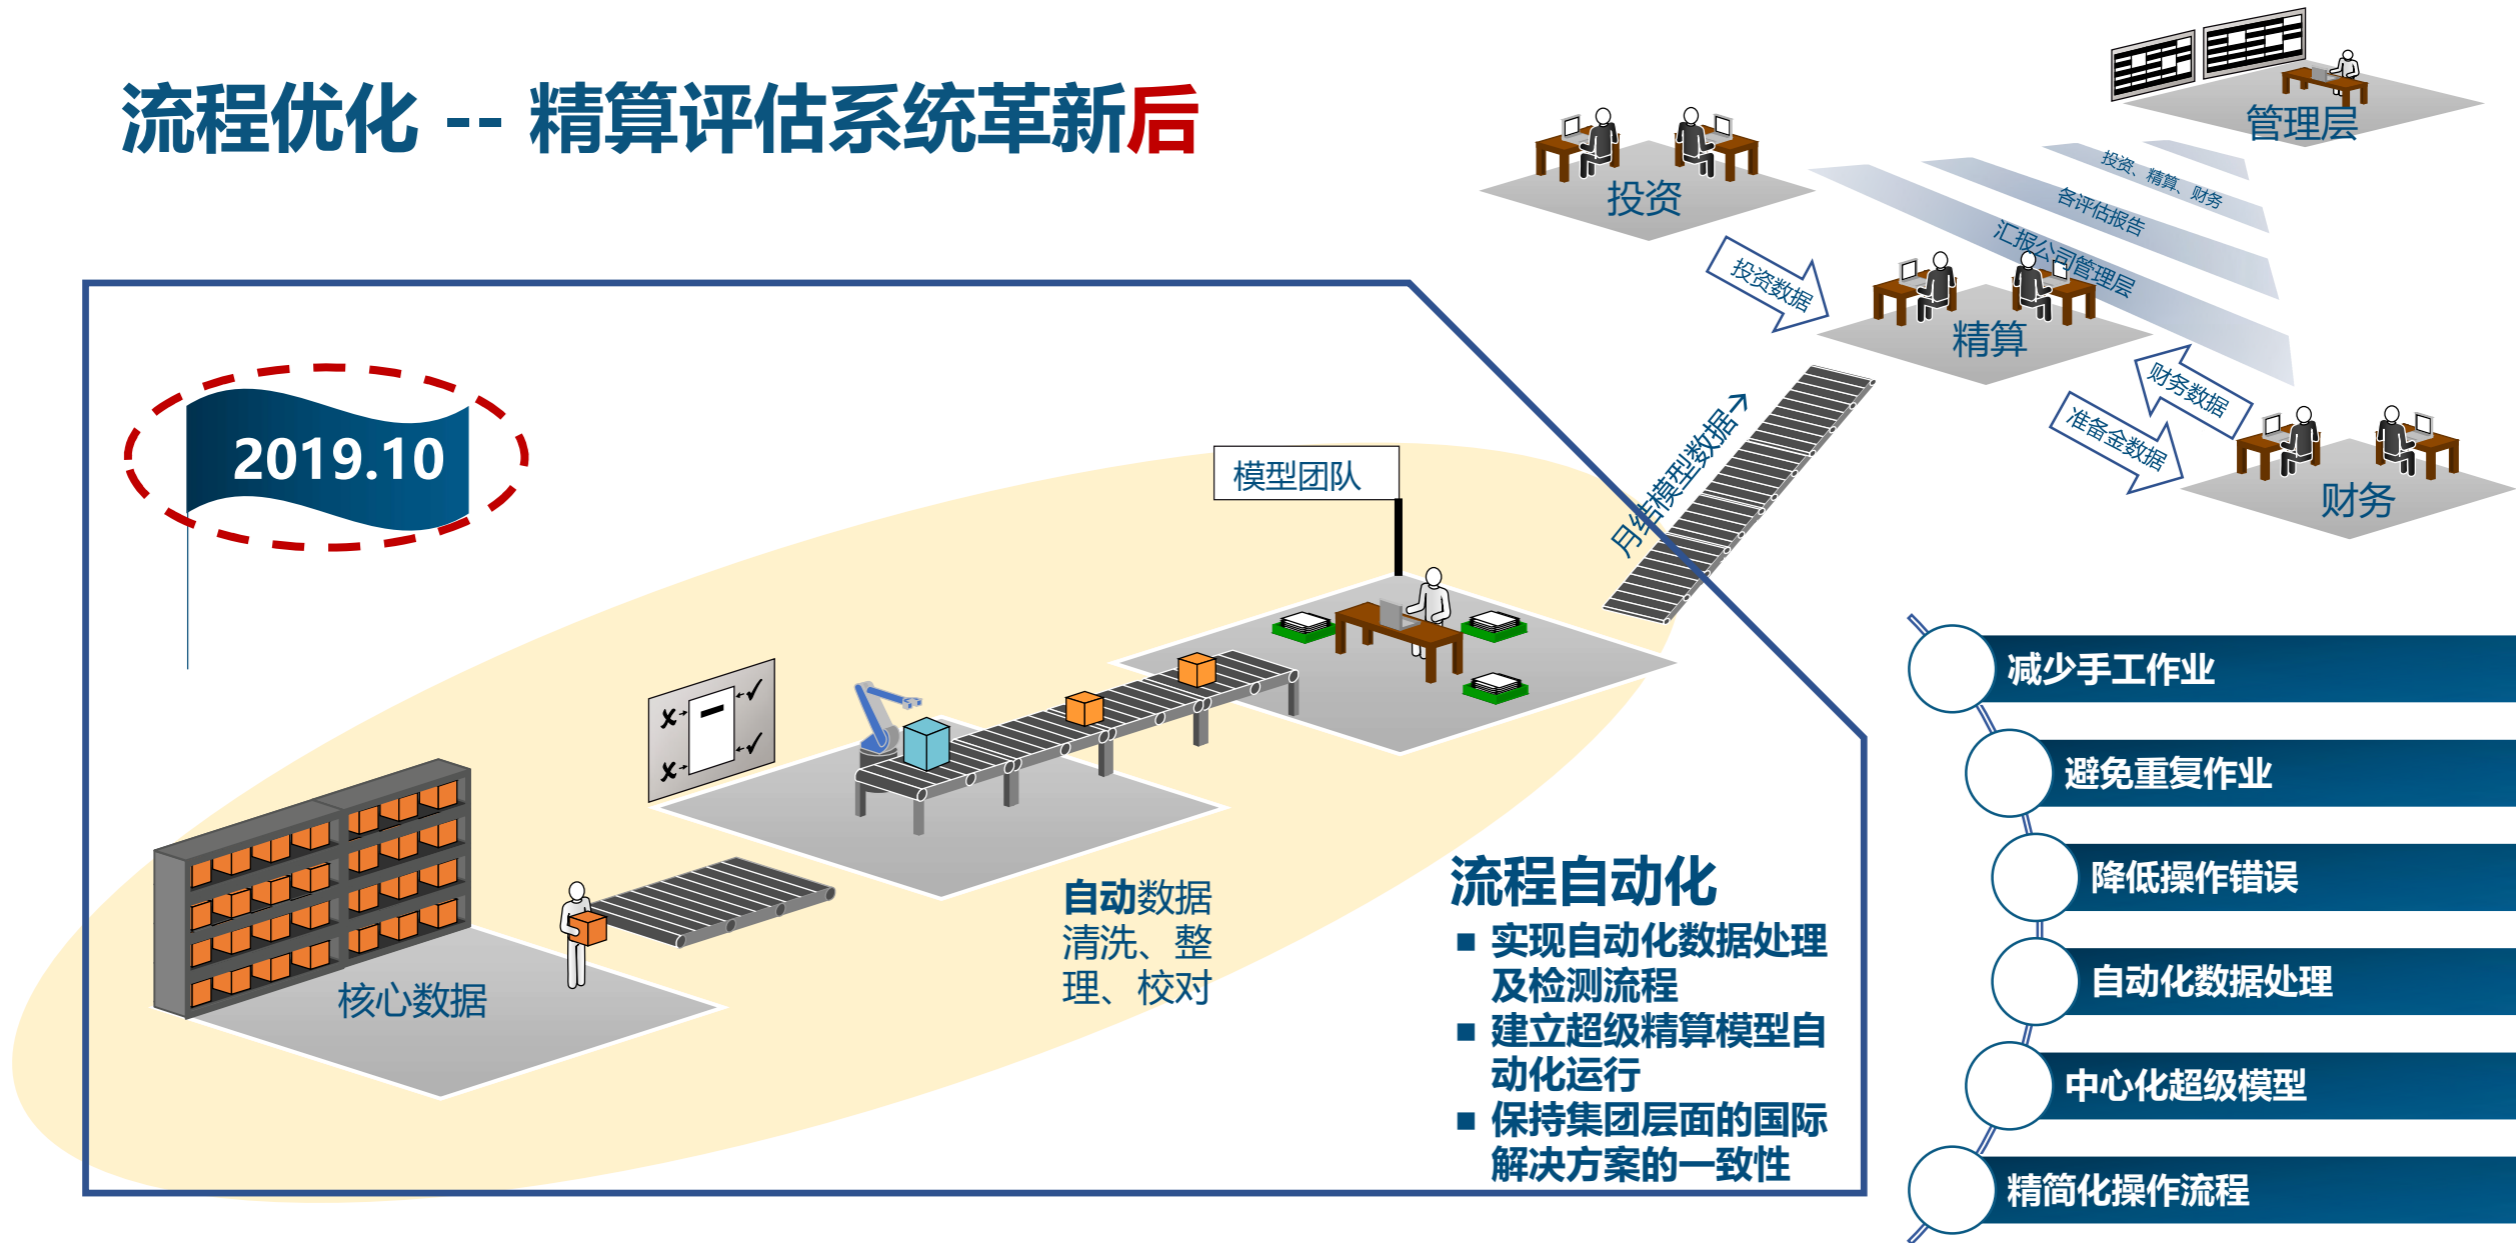 流程优化 -- 精算评估系统革新后
管理层
投资
投资、精算、财务
各评估报告
汇报公司管理层
投资数据
精算
财务数据
准备金数据
财务
2019.10
模型团队
月结模型数据→
核心数据
自动数据
清洗、整
理、校对
流程自动化
■ 实现自动化数据处理
及检测流程
■ 建立超级精算模型自
动化运行
■ 保持集团层面的国际
解决方案的一致性
减少手工作业
避免重复作业
降低操作错误
自动化数据处理
中心化超级模型
精简化操作流程